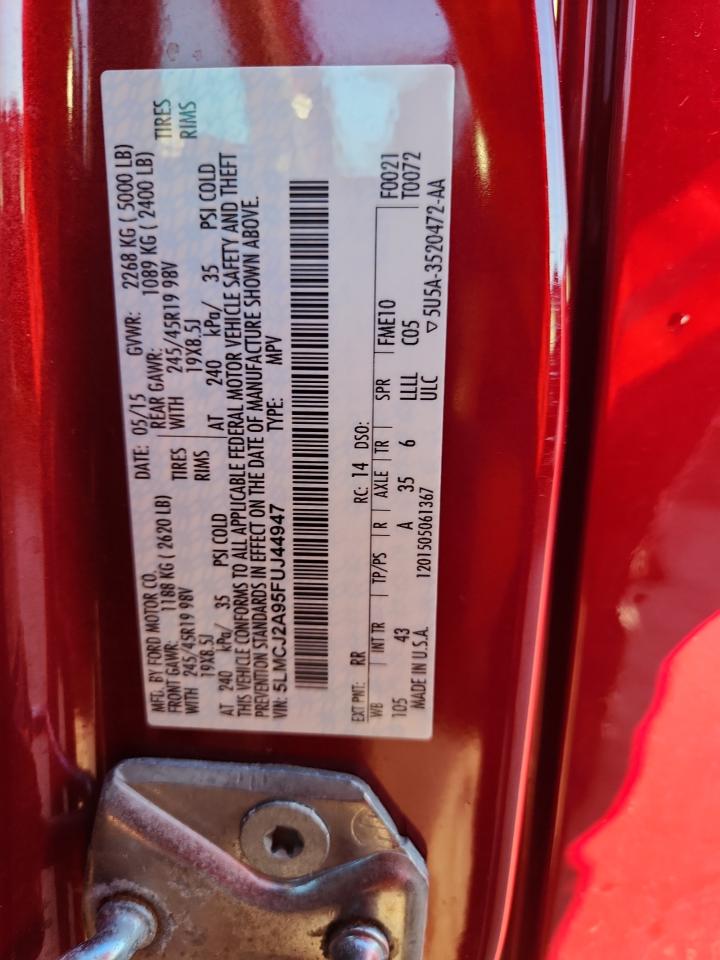 MFG. BY FORD MOTOR CO. DATE: 05/15 GVWR: 2268 KG ( 5000 LB)
FRONT GAWR: 1188 KG ( 2620 LB) REAR GAWR: 1089 KG ( 2400 LB)
WITH 245/45R19 98V TIRES WITH 245/45R19 98V TIRES
19X8.5J RIMS 19X8.5J RIMS
AT 240 kPa/ 35 PSI COLD AT 240 kPa/ 35 PSI COLD
THIS VEHICLE CONFORMS TO ALL APPLICABLE FEDERAL MOTOR VEHICLE SAFETY AND THEFT
PREVENTION STANDARDS IN EFFECT ON THE DATE OF MANUFACTURE SHOWN ABOVE.
VIN: 5LMCJ2A95FUJ44947 TYPE: MPV
EXT PNT: RR RC: 14 DSO: F0021
WB INT TR TP/PS R AXLE TR SPR FME10 T0072
105 43 A 35 6 LLLL C05
MADE IN U.S.A. 1201505061367 ULC ▽5U5A-3520472-AA